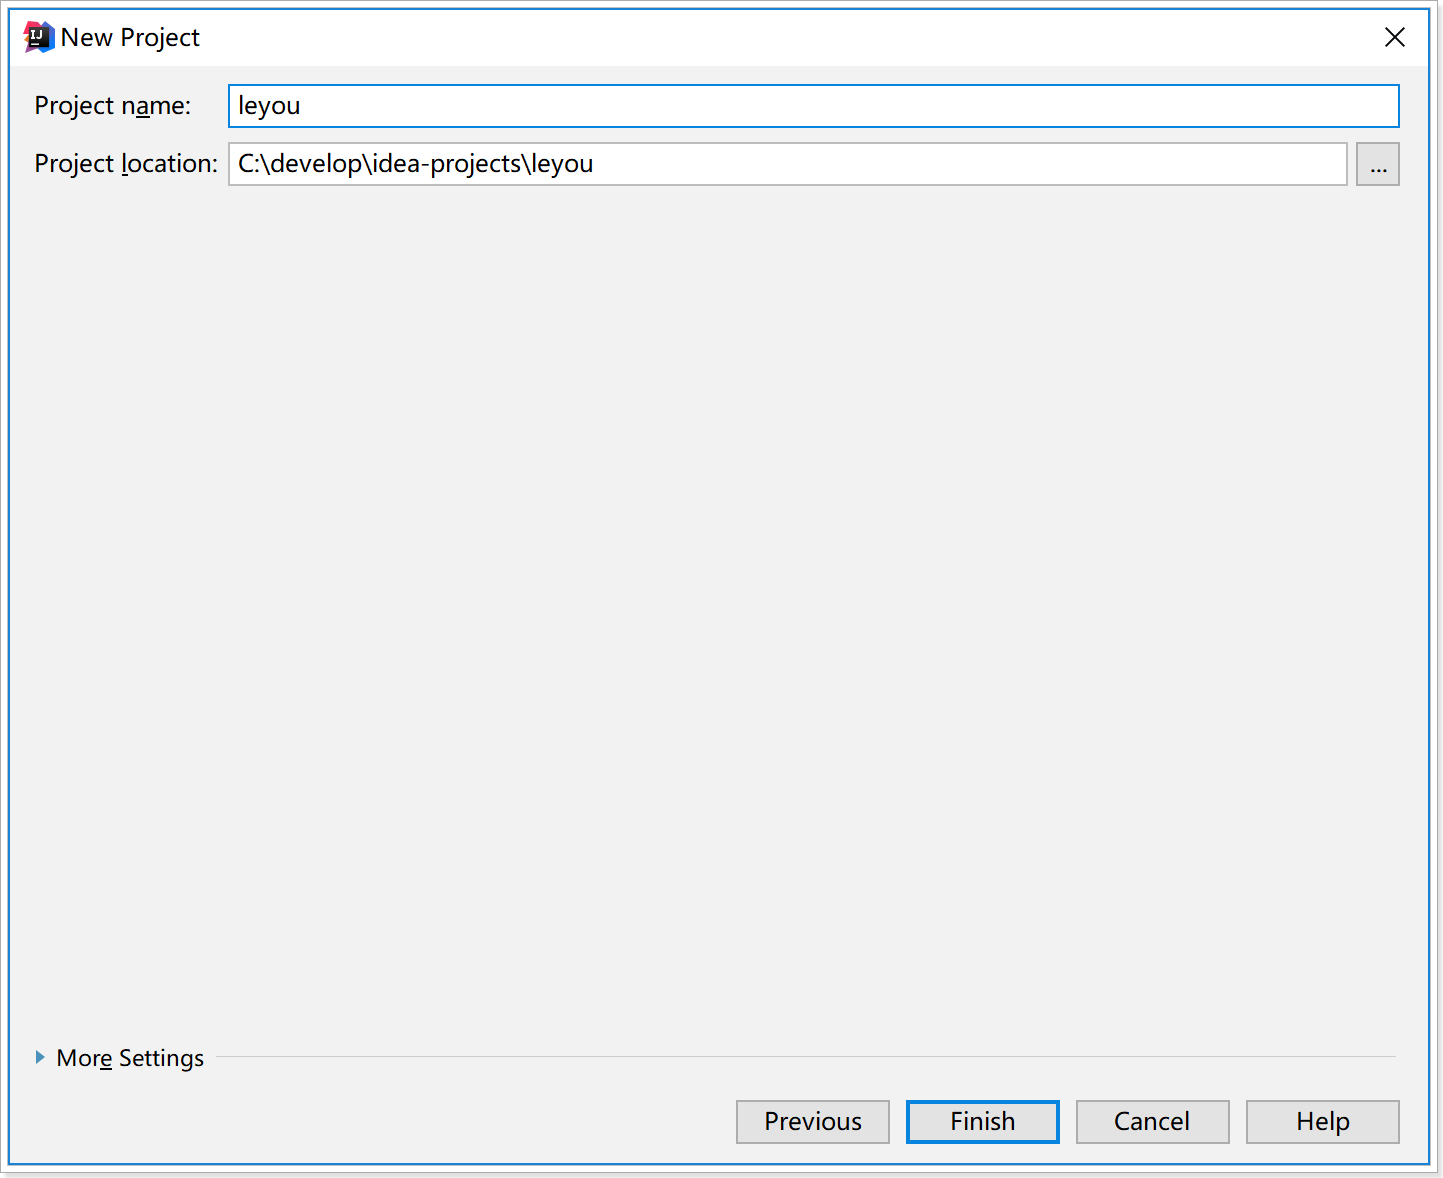 IJ New Project
Project name: leyou
Project location: C:\develop\idea-projects\leyou ...
More Settings
Previous Finish Cancel Help